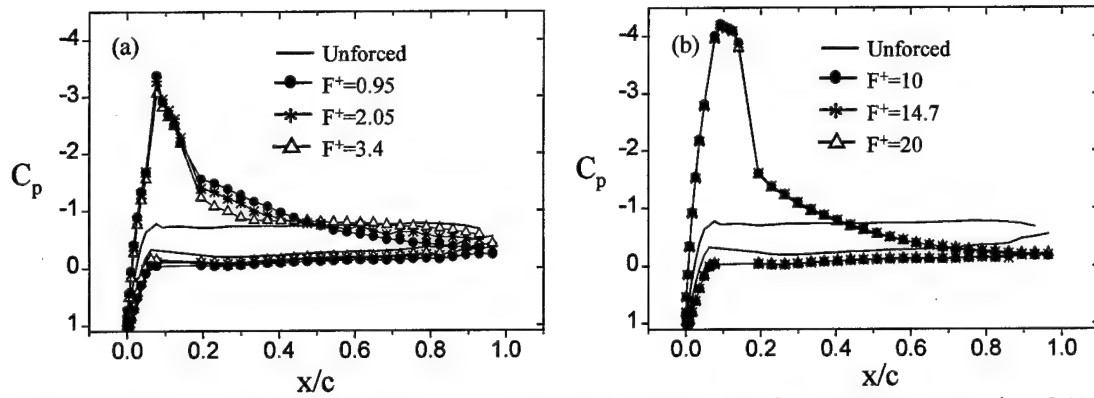 (a)
Unforced
F+=0.95
F+=2.05
F+=3.4
Cp
-4
-3
-2
-1
0
1
0.0 0.2 0.4 0.6 0.8 1.0
x/c
(b)
Unforced
F+=10
F+=14.7
F+=20
Cp
-4
-3
-2
-1
0
1
0.0 0.2 0.4 0.6 0.8 1.0
x/c